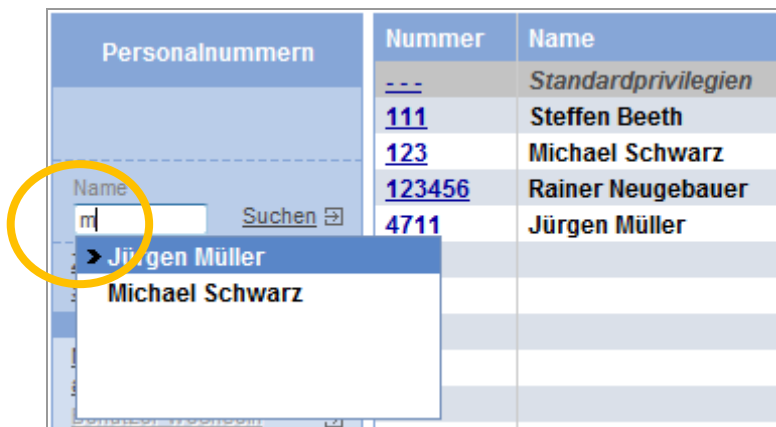 Personalnummern
Nummer Name
- - - Standardprivilegien
111 Steffen Beeth
123 Michael Schwarz
123456 Rainer Neugebauer
4711 Jürgen Müller
Name
m Suchen
Jürgen Müller
Michael Schwarz